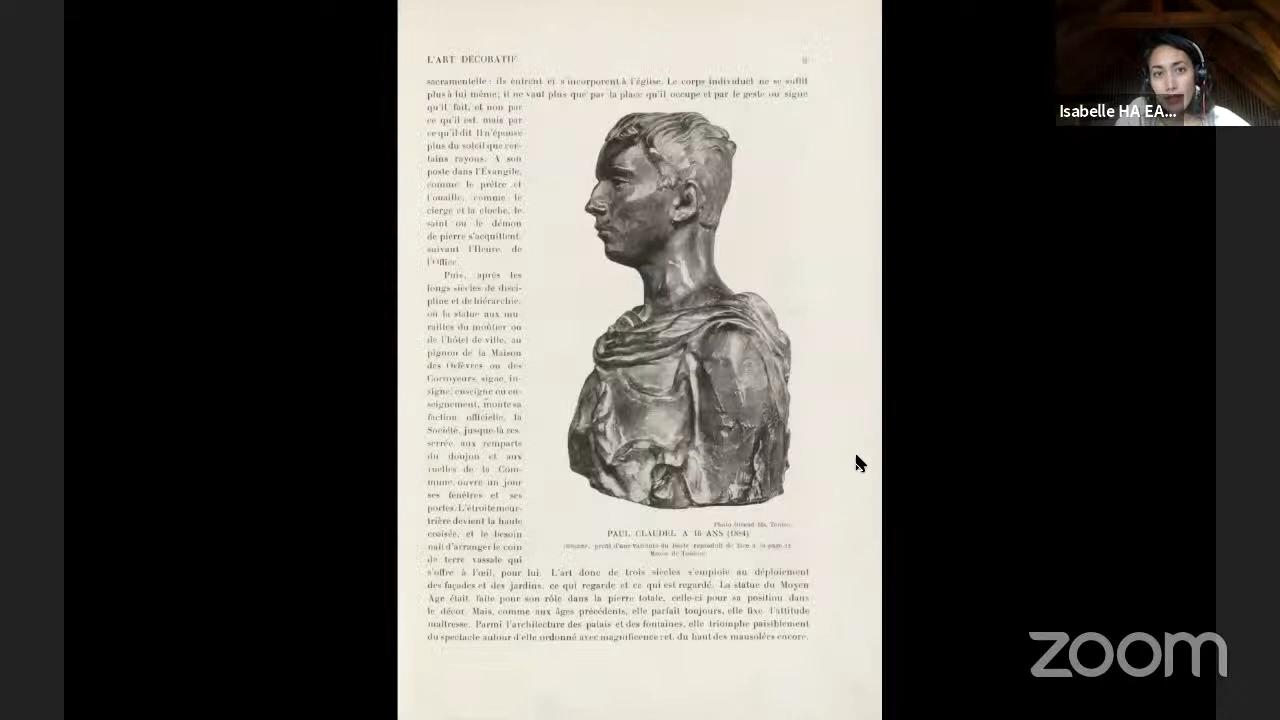 L'ART DÉCORATIF
sacramentelle : ils entrent et s'incorporent à l'église. Le corps individuel ne se suffit
plus à lui même; il ne vaut plus que par la place qu'il occupe et par le geste ou signe
qu'il fait, et non par
ce qu'il est, mais par
ce qu'il dit. Il n'épouse
plus du soleil que cer-
tains rayons. A son
poste dans l'Évangile,
comme le prêtre et
l'ouaille, comme le
cierge et la cloche, le
saint ou le démon
de pierre s'acquittent,
suivant l'Heure, de
l'Office.
Puis, après les
longs siècles de disci-
pline et de hiérarchie,
où la statue aux mu-
railles du moûtier ou
de l'hôtel de ville, au
pignon de la Maison
des Orfèvres ou des
Corroyeurs, signe, in-
signe, enseigne ou en-
seignement, monte sa
faction officielle, la
Société, jusque-là res-
serrée aux remparts
du donjon et aux
ruelles de la Com-
mune, ouvre un jour
ses fenêtres et ses
portes. L'étroite meur-
trière devient la haute
croisée, et le besoin
naît d'arranger le coin
de terre vassale qui
s'offre à l'œil, pour lui. L'art donc de trois siècles s'emploie au déploiement
des façades et des jardins, ce qui regarde et ce qui est regardé. La statue du Moyen
Age était faite pour son rôle dans la pierre totale, celle-ci pour sa position dans
le décor. Mais, comme aux âges précédents, elle parfait toujours, elle fixe l'attitude
maîtresse. Parmi l'architecture des palais et des fontaines, elle triomphe paisiblement
du spectacle autour d'elle ordonné avec magnificence : et, du haut des mausolées encore,
PAUL CLAUDEL A 16 ANS (1884)
Musée de Toulon
Isabelle HA EA...
zoom